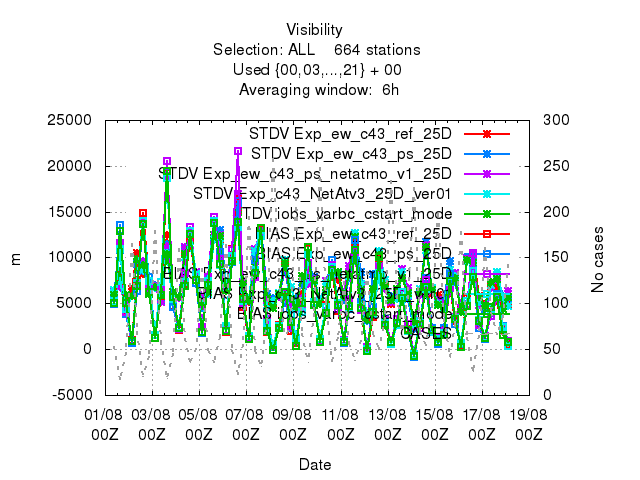 Visibility
Selection: ALL 664 stations
Used {00,03,...,21} + 00
Averaging window: 6h
25000
20000
15000
10000
5000
0
-5000
m
300
250
200
150
100
50
0
No cases
STDV Exp_ew_c43_ref_25D
STDV Exp_ew_c43_ps_25D
STDV Exp_ew_c43_ps_netatmo_v1_25D
STDV Exp_c43_NetAtv3_25D_ver01
STDV iobs_varbc_cstart_mode
BIAS Exp_ew_c43_ref_25D
BIAS Exp_ew_c43_ps_25D
BIAS Exp_ew_c43_ps_netatmo_v1_25D
BIAS Exp_c43_NetAtv3_25D_ver01
BIAS iobs_varbc_cstart_mode
CASES
01/08 03/08 05/08 07/08 09/08 11/08 13/08 15/08 17/08 19/08
00Z 00Z 00Z 00Z 00Z 00Z 00Z 00Z 00Z 00Z
Date